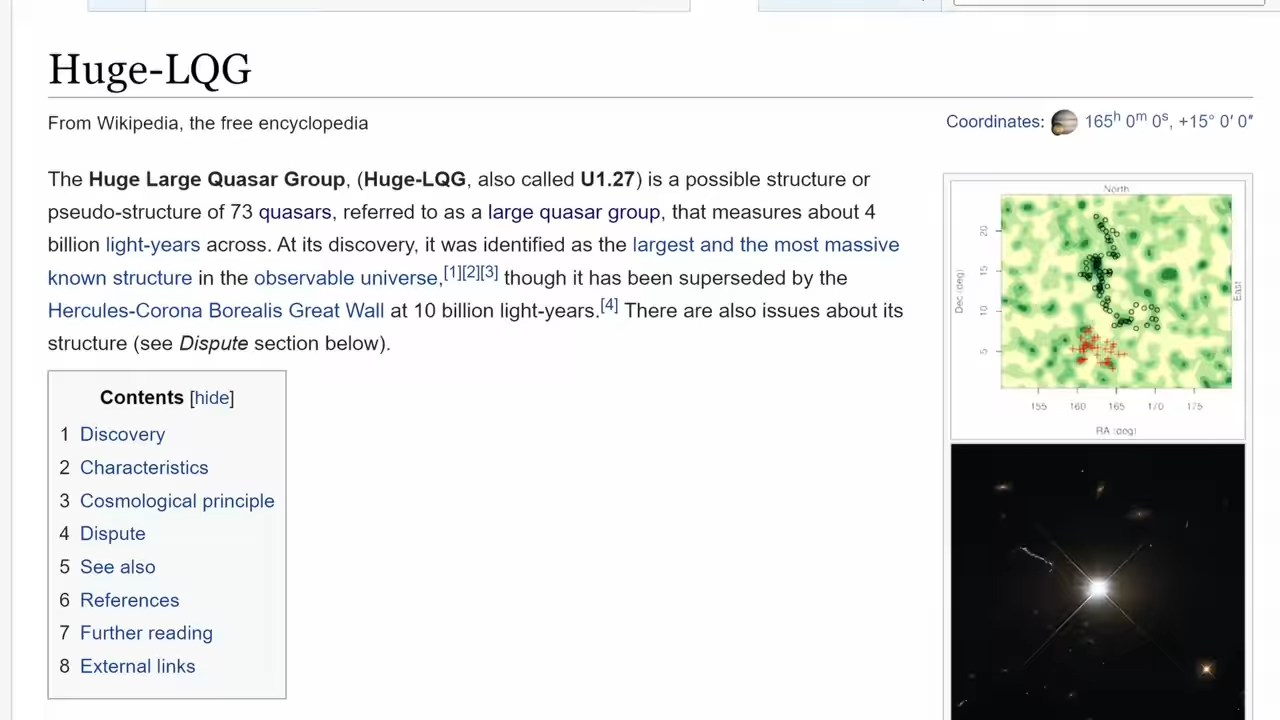 Huge-LQG
From Wikipedia, the free encyclopedia
Coordinates: 165h 0m 0s, +15° 0′ 0″
The Huge Large Quasar Group, (Huge-LQG, also called U1.27) is a possible structure or
pseudo-structure of 73 quasars, referred to as a large quasar group, that measures about 4
billion light-years across. At its discovery, it was identified as the largest and the most massive
known structure in the observable universe,[1][2][3] though it has been superseded by the
Hercules-Corona Borealis Great Wall at 10 billion light-years.[4] There are also issues about its
structure (see Dispute section below).
Contents [hide]
1 Discovery
2 Characteristics
3 Cosmological principle
4 Dispute
5 See also
6 References
7 Further reading
8 External links
North
20
15
10
5
Dec (deg)
East
155 160 165 170 175
RA (deg)